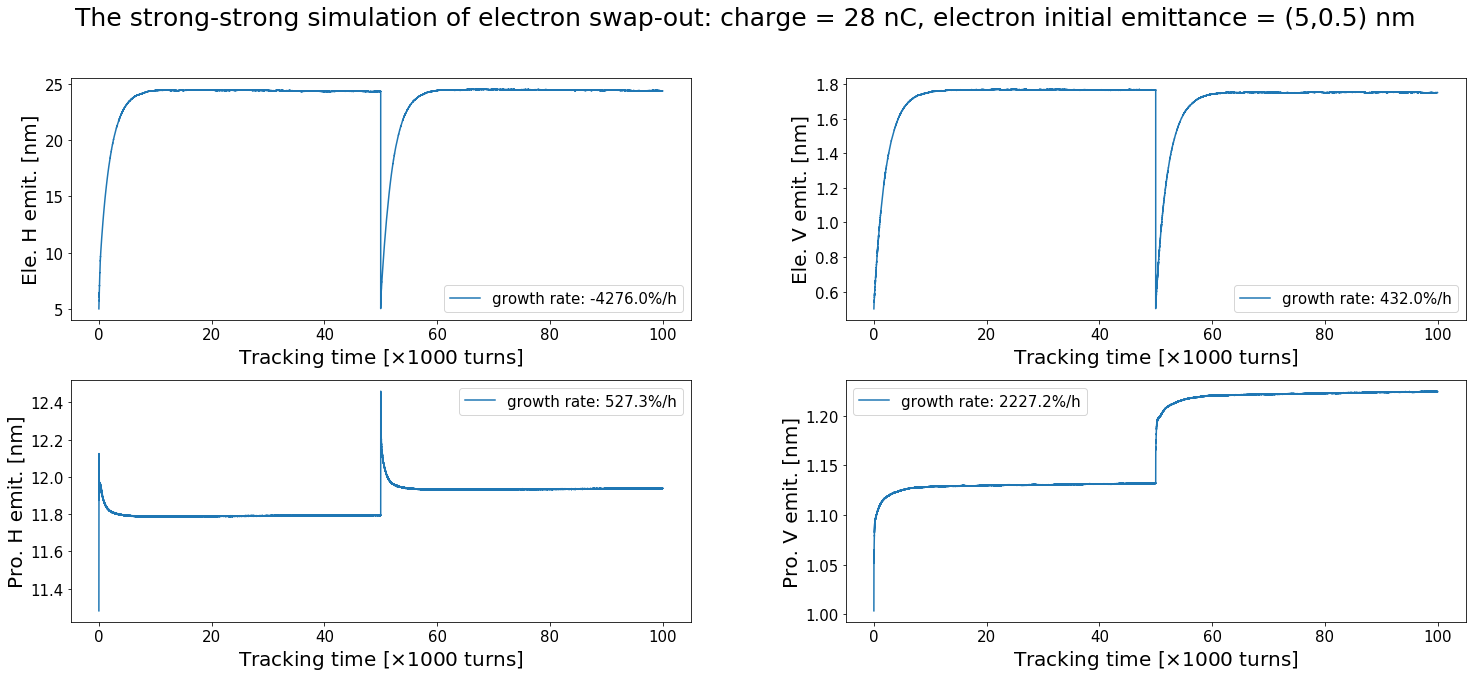 The strong-strong simulation of electron swap-out: charge = 28 nC, electron initial emittance = (5,0.5) nm
25
20
15
10
5
Ele. H emit. [nm]
growth rate: -4276.0%/h
0 20 40 60 80 100
Tracking time [×1000 turns]
1.8
1.6
1.4
1.2
1.0
0.8
0.6
Ele. V emit. [nm]
growth rate: 432.0%/h
0 20 40 60 80 100
Tracking time [×1000 turns]
12.4
12.2
12.0
11.8
11.6
11.4
Pro. H emit. [nm]
growth rate: 527.3%/h
0 20 40 60 80 100
Tracking time [×1000 turns]
1.20
1.15
1.10
1.05
1.00
Pro. V emit. [nm]
growth rate: 2227.2%/h
0 20 40 60 80 100
Tracking time [×1000 turns]